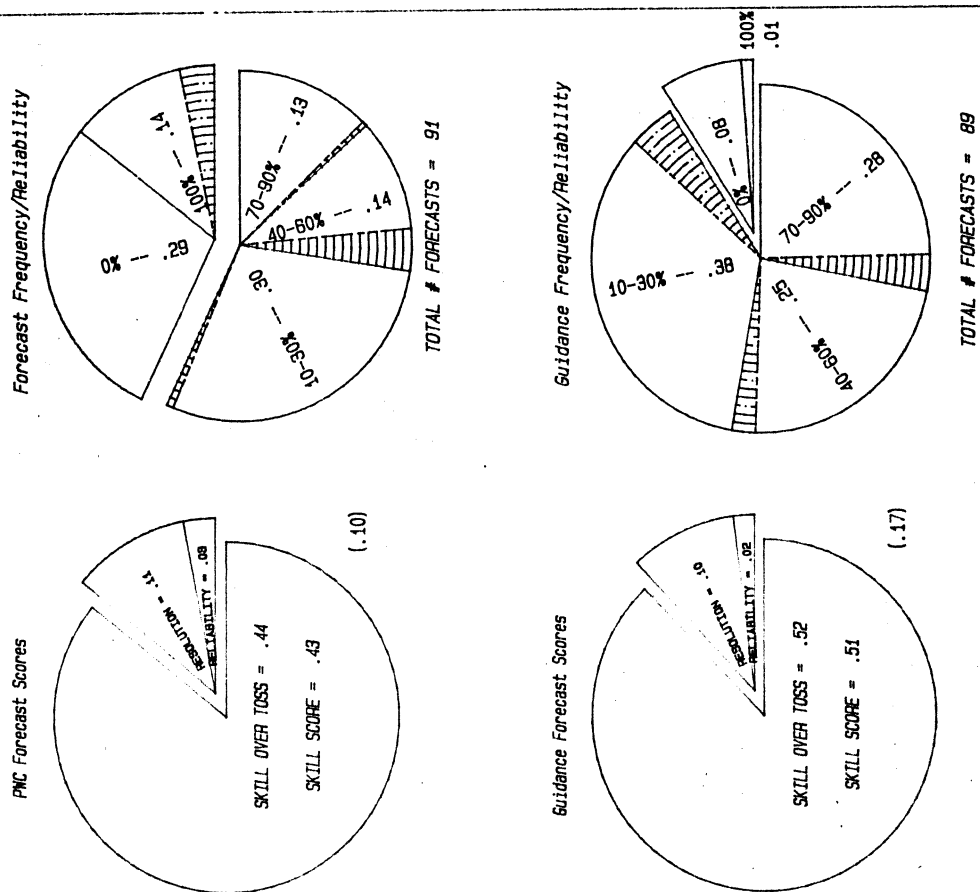 PNC Forecast Scores
RESOLUTION = .11
RELIABILITY = .03
(.10)
SKILL OVER TOSS = .44
SKILL SCORE = .43
Forecast Frequency/Reliability
0% --- .29
100% --- .14
70-90% --- .13
40-60% --- .14
10-30% --- .30
TOTAL # FORECASTS = 91
Guidance Forecast Scores
RESOLUTION = .10
RELIABILITY = .02
(.17)
SKILL OVER TOSS = .52
SKILL SCORE = .51
Guidance Frequency/Reliability
100%
.01
0% --- .08
10-30% --- .38
70-90% --- .28
40-60% --- .25
TOTAL # FORECASTS = 89